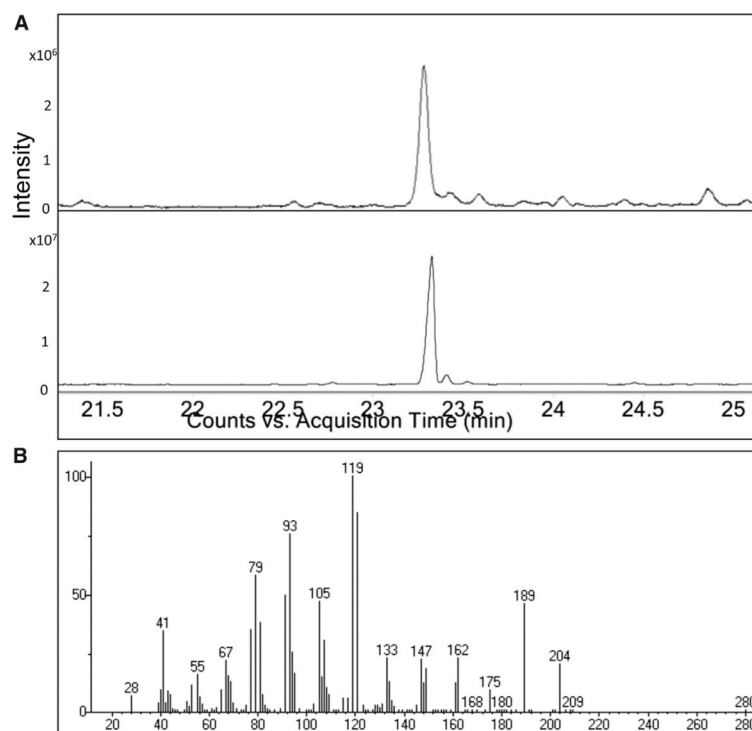 A
x10⁶
2
1
0
Intensity
x10⁷
2
1
0
21.5 22 22.5 23 23.5 24 24.5 25
Counts vs. Acquisition Time (min)
B
100
50
0
28 41 55 67 79 93 105 119 133 147 162 168 175 180 189 204 209 280
20 40 60 80 100 120 140 160 180 200 220 240 260 280